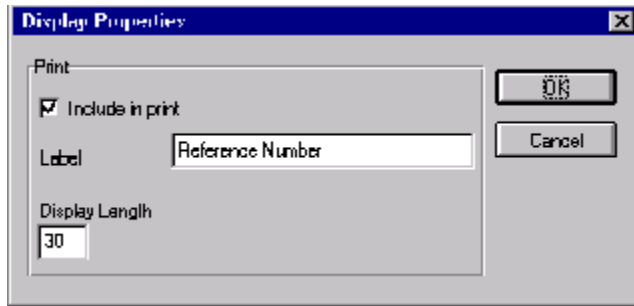 Display Properties
Print
Include in print
OK
Label
Reference Number
Cancel
Display Length
30